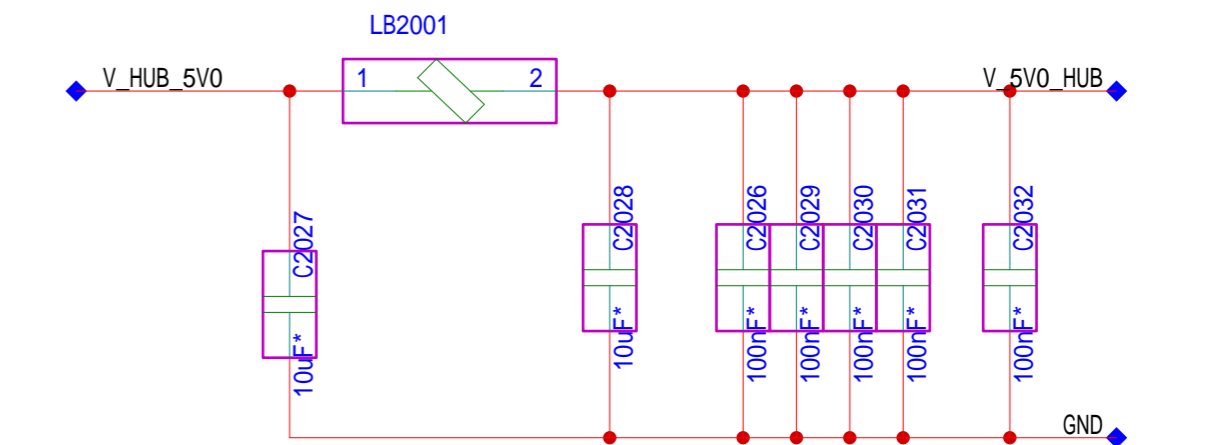 LB2001
V_HUB_5V0
1
2
V_5V0_HUB
C2027
10uF*
C2028
10uF*
C2026
100nF*
C2029
100nF*
C2030
100nF*
C2031
100nF*
C2032
100nF*
GND